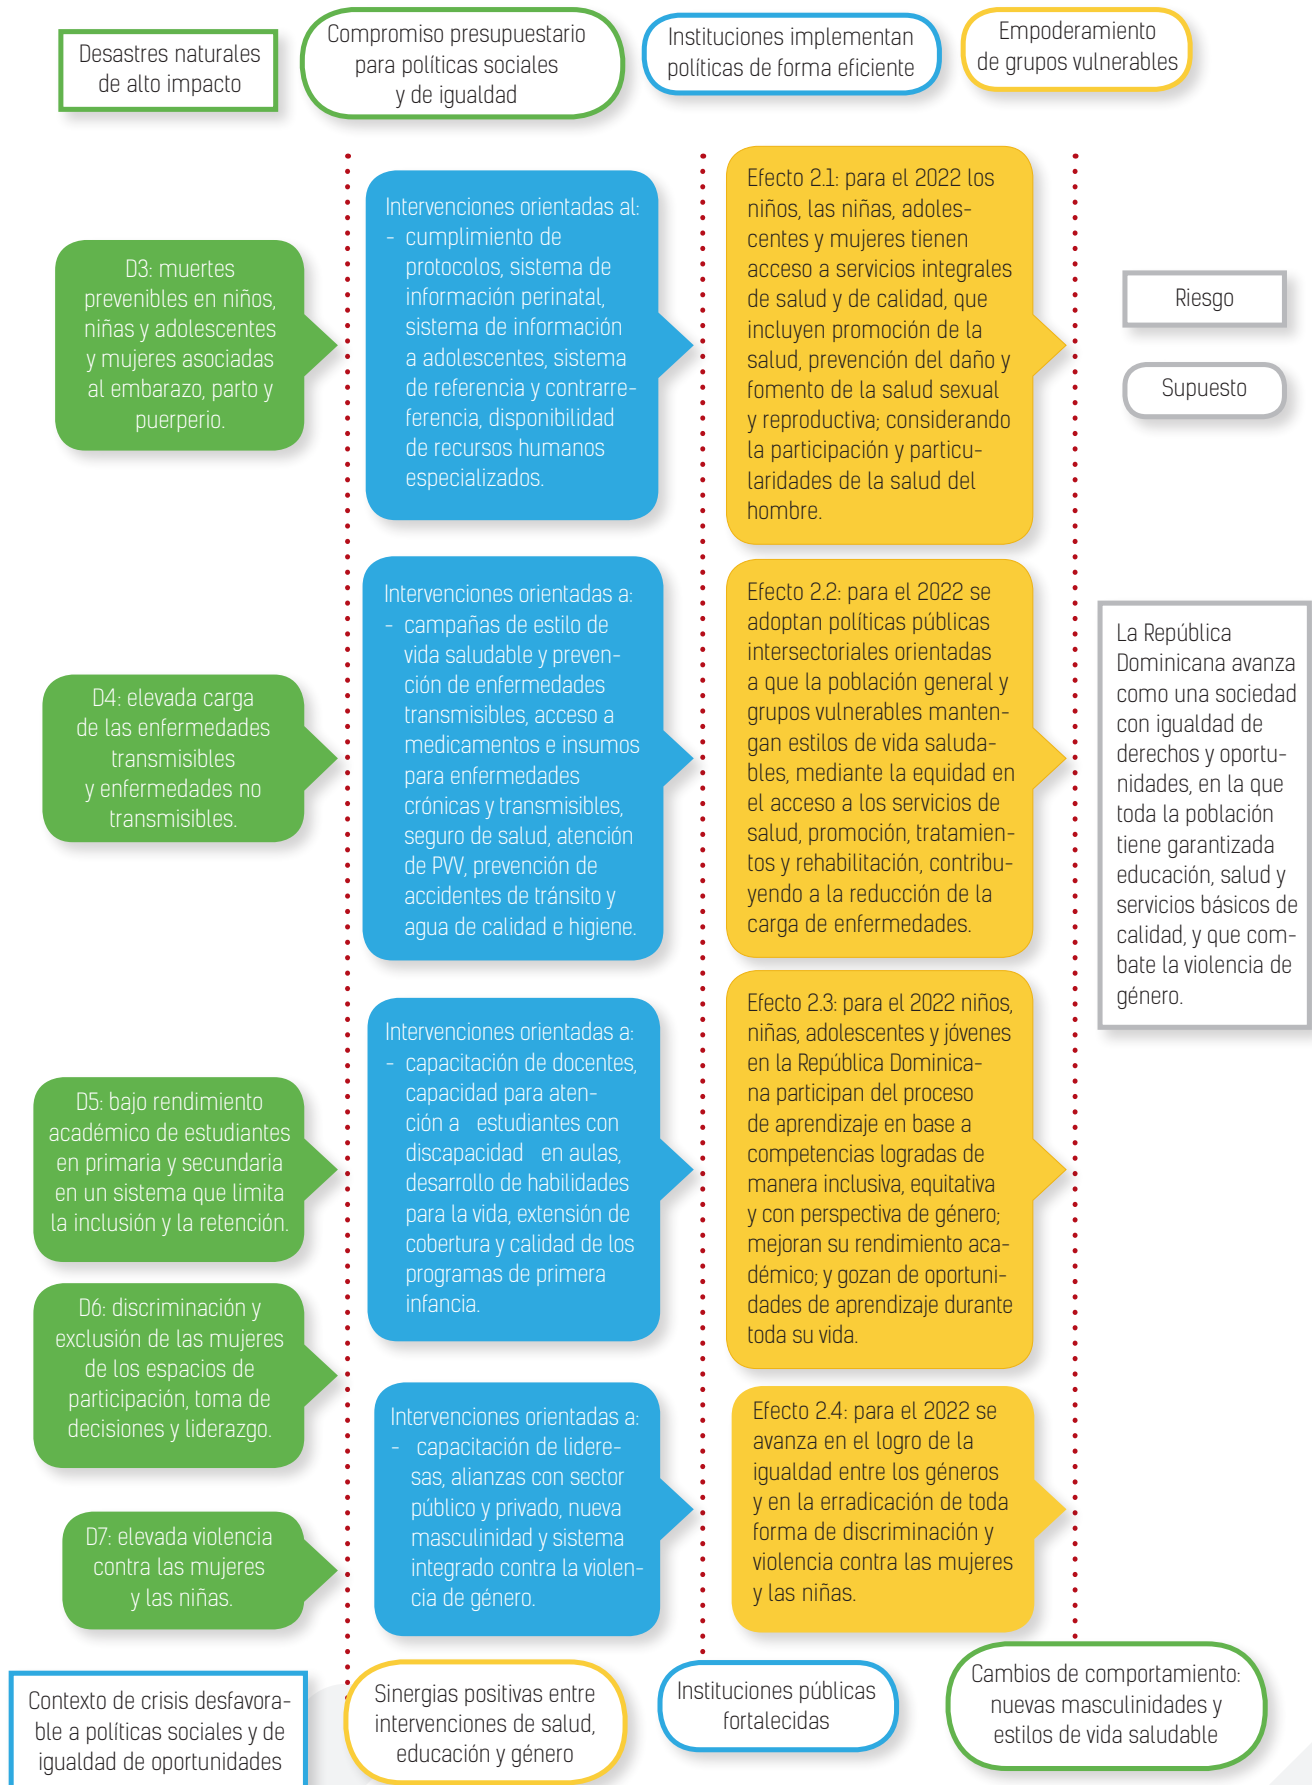 Desastres naturales
de alto impacto
Compromiso presupuestario
para políticas sociales
y de igualdad
Instituciones implementan
políticas de forma eficiente
Empoderamiento
de grupos vulnerables
D3: muertes
prevenibles en niños,
niñas y adolescentes
y mujeres asociadas
al embarazo, parto y
puerperio.
Intervenciones orientadas al:
- cumplimiento de
protocolos, sistema de
información perinatal,
sistema de información
a adolescentes, sistema
de referencia y contrarre-
ferencia, disponibilidad
de recursos humanos
especializados.
Efecto 2.1: para el 2022 los
niños, las niñas, adoles-
centes y mujeres tienen
acceso a servicios integrales
de salud y de calidad, que
incluyen promoción de la
salud, prevención del daño y
fomento de la salud sexual
y reproductiva; considerando
la participación y particu-
laridades de la salud del
hombre.
Riesgo
Supuesto
D4: elevada carga
de las enfermedades
transmisibles
y enfermedades no
transmisibles.
Intervenciones orientadas a:
- campañas de estilo de
vida saludable y preven-
ción de enfermedades
transmisibles, acceso a
medicamentos e insumos
para enfermedades
crónicas y transmisibles,
seguro de salud, atención
de PVV, prevención de
accidentes de tránsito y
agua de calidad e higiene.
Efecto 2.2: para el 2022 se
adoptan políticas públicas
intersectoriales orientadas
a que la población general y
grupos vulnerables manten-
gan estilos de vida saluda-
bles, mediante la equidad en
el acceso a los servicios de
salud, promoción, tratamien-
tos y rehabilitación, contribu-
yendo a la reducción de la
carga de enfermedades.
La República
Dominicana avanza
como una sociedad
con igualdad de
derechos y oportu-
nidades, en la que
toda la población
tiene garantizada
educación, salud y
servicios básicos de
calidad, y que com-
bate la violencia de
género.
D5: bajo rendimiento
académico de estudiantes
en primaria y secundaria
en un sistema que limita
la inclusión y la retención.
Intervenciones orientadas a:
- capacitación de docentes,
capacidad para aten-
ción a estudiantes con
discapacidad en aulas,
desarrollo de habilidades
para la vida, extensión de
cobertura y calidad de los
programas de primera
infancia.
Efecto 2.3: para el 2022 niños,
niñas, adolescentes y jóvenes
en la República Dominica-
na participan del proceso
de aprendizaje en base a
competencias logradas de
manera inclusiva, equitativa
y con perspectiva de género;
mejoran su rendimiento aca-
démico; y gozan de oportuni-
dades de aprendizaje durante
toda su vida.
D6: discriminación y
exclusión de las mujeres
de los espacios de
participación, toma de
decisiones y liderazgo.
D7: elevada violencia
contra las mujeres
y las niñas.
Intervenciones orientadas a:
- capacitación de lidere-
sas, alianzas con sector
público y privado, nueva
masculinidad y sistema
integrado contra la violen-
cia de género.
Efecto 2.4: para el 2022 se
avanza en el logro de la
igualdad entre los géneros
y en la erradicación de toda
forma de discriminación y
violencia contra las mujeres
y las niñas.
Contexto de crisis desfavora-
ble a políticas sociales y de
igualdad de oportunidades
Sinergias positivas entre
intervenciones de salud,
educación y género
Instituciones públicas
fortalecidas
Cambios de comportamiento:
nuevas masculinidades y
estilos de vida saludable